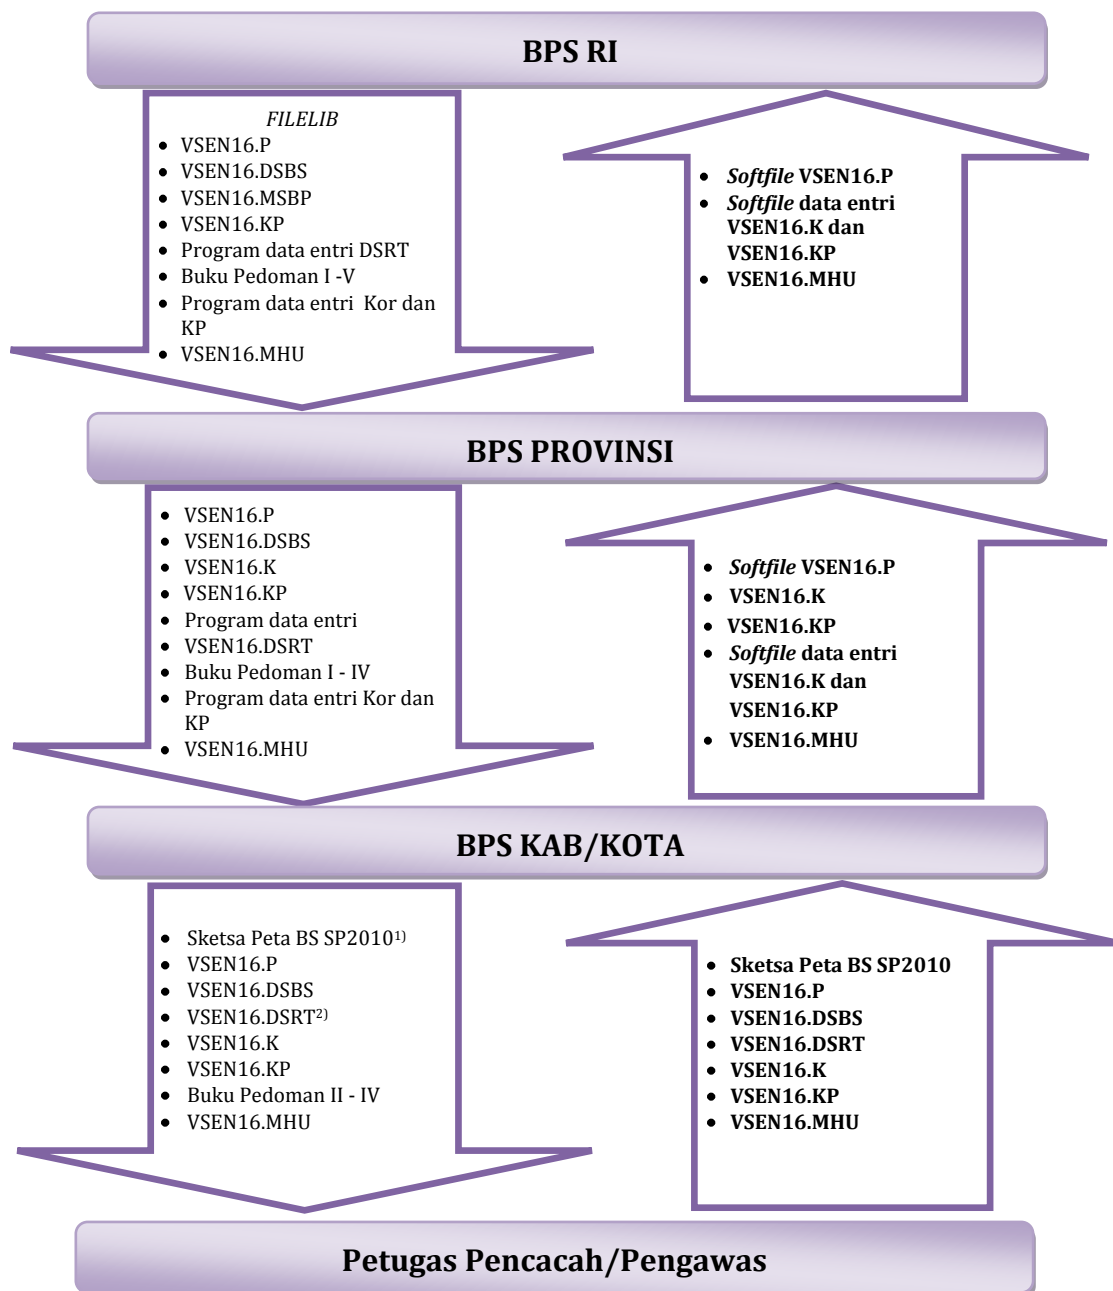 BPS RI
FILELIB
• VSEN16.P
• VSEN16.DSBS
• VSEN16.MSBP
• VSEN16.KP
• Program data entri DSRT
• Buku Pedoman I -V
• Program data entri Kor dan
KP
• VSEN16.MHU
• Softfile VSEN16.P
• Softfile data entri
VSEN16.K dan
VSEN16.KP
• VSEN16.MHU
BPS PROVINSI
• VSEN16.P
• VSEN16.DSBS
• VSEN16.K
• VSEN16.KP
• Program data entri
• VSEN16.DSRT
• Buku Pedoman I - IV
• Program data entri Kor dan
KP
• VSEN16.MHU
• Softfile VSEN16.P
• VSEN16.K
• VSEN16.KP
• Softfile data entri
VSEN16.K dan
VSEN16.KP
• VSEN16.MHU
BPS KAB/KOTA
• Sketsa Peta BS SP2010¹⁾
• VSEN16.P
• VSEN16.DSBS
• VSEN16.DSRT²⁾
• VSEN16.K
• VSEN16.KP
• Buku Pedoman II - IV
• VSEN16.MHU
• Sketsa Peta BS SP2010
• VSEN16.P
• VSEN16.DSBS
• VSEN16.DSRT
• VSEN16.K
• VSEN16.KP
• VSEN16.MHU
Petugas Pencacah/Pengawas